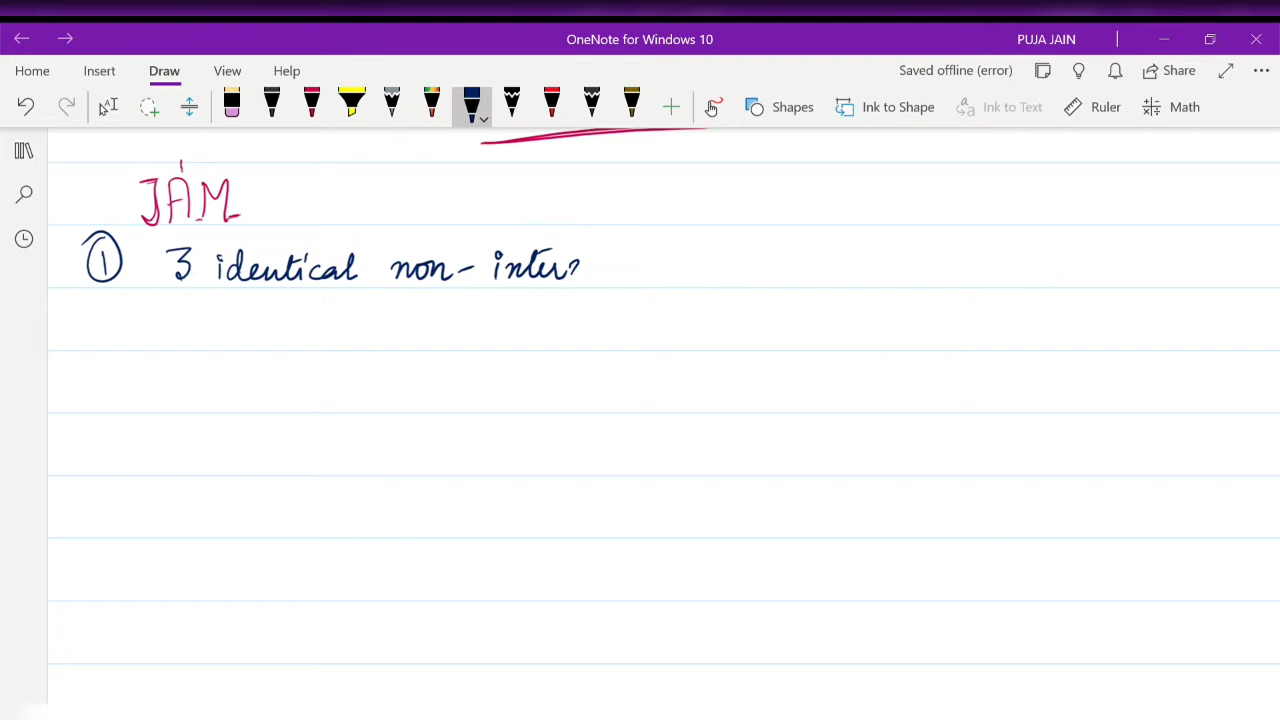 OneNote for Windows 10
PUJA JAIN
Home Insert Draw View Help
Saved offline (error)
Share
Shapes
Ink to Shape
Ink to Text
Ruler
Math
JAM
① 3 identical non-inter